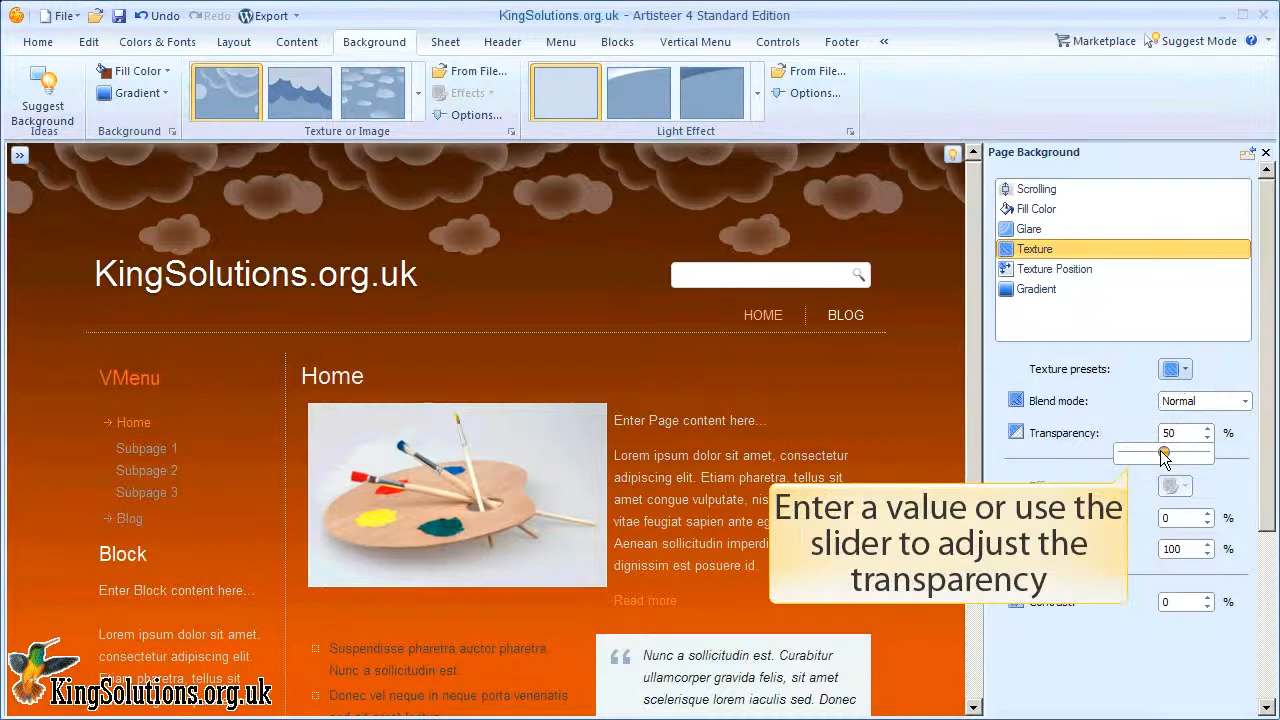 File Undo Redo Export KingSolutions.org.uk - Artisteer 4 Standard Edition
Home Edit Colors & Fonts Layout Content Background Sheet Header Menu Blocks Vertical Menu Controls Footer Marketplace Suggest Mode
Suggest Background
Ideas
Fill Color
Gradient
Background
From File...
Effects
Options...
Texture or Image
From File...
Options...
Light Effect
KingSolutions.org.uk
HOME BLOG
VMenu
Home
Subpage 1
Subpage 2
Subpage 3
Blog
Block
Enter Block content here...
Lorem ipsum dolor sit amet,
consectetur adipiscing elit.
Pharetra, tellus sit
KingSolutions.org.uk
Home
Enter Page content here...
Lorem ipsum dolor sit amet, consectetur
adipiscing elit. Etiam pharetra, tellus sit
amet congue vulputate, nis
vitae feugiat sapien ante eg
Aenean sollicitudin imperdi
dignissim est posuere id.
Read more
Suspendisse pharetra auctor pharetra.
Nunc a sollicitudin est.
Donec vel neque in neque porta venenatis
Nunc a sollicitudin est. Curabitur
ullamcorper gravida felis, sit amet
scelerisque lorem iaculis sed. Donec
Page Background
Scrolling
Fill Color
Glare
Texture
Texture Position
Gradient
Texture presets:
Blend mode: Normal
Transparency: 50 %
0 %
100 %
Contrast: 0 %
Enter a value or use the
slider to adjust the
transparency